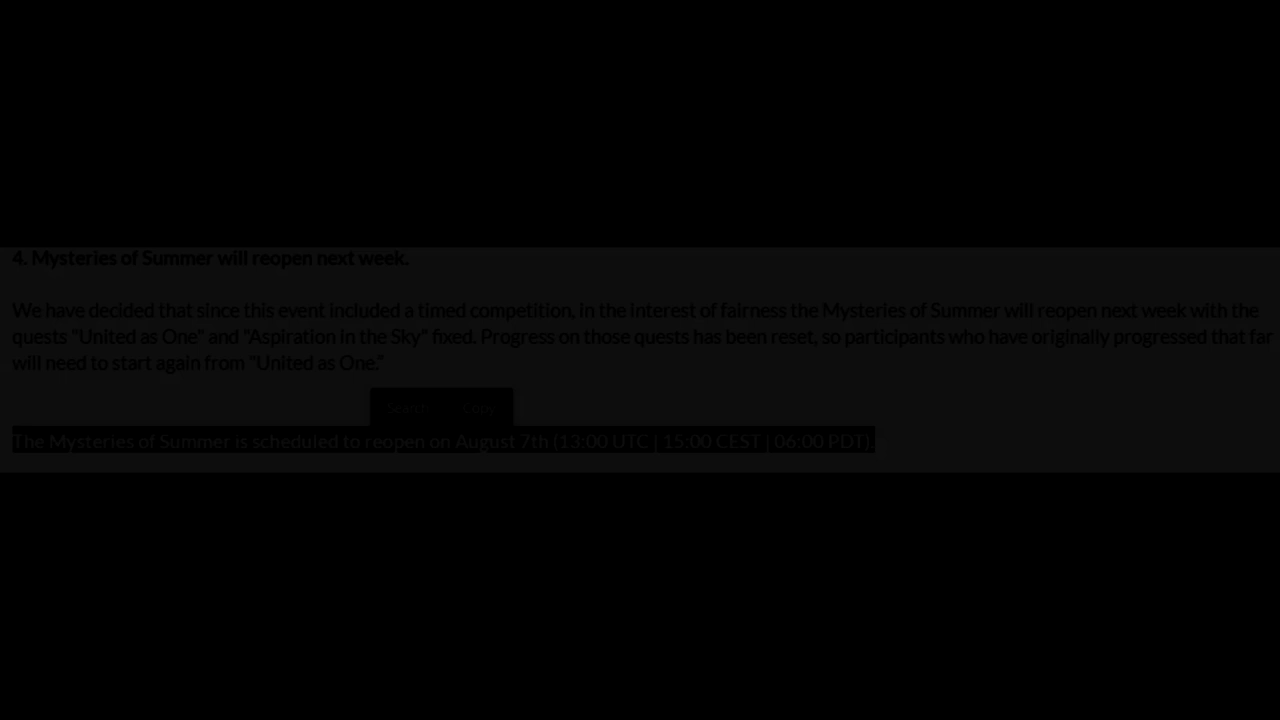 4. Mysteries of Summer will reopen next week.
We have decided that since this event included a timed competition, in the interest of fairness the Mysteries of Summer will reopen next week with the
quests "United as One" and "Aspiration in the Sky" fixed. Progress on those quests has been reset, so participants who have originally progressed that far
will need to start again from "United as One."
Search Copy
The Mysteries of Summer is scheduled to reopen on August 7th (13:00 UTC | 15:00 CEST | 06:00 PDT).